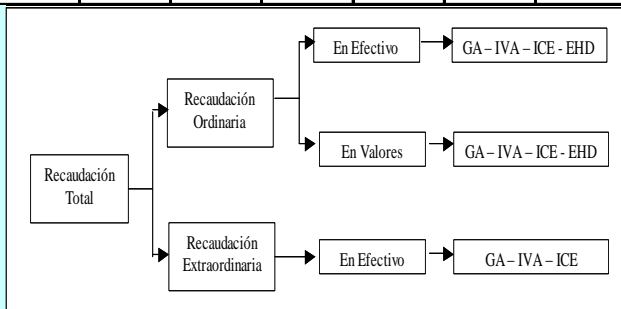 En Efectivo
GA – IVA – ICE - EHD
Recaudación
Ordinaria
En Valores
GA – IVA – ICE - EHD
Recaudación
Total
Recaudación
Extraordinaria
En Efectivo
GA – IVA – ICE